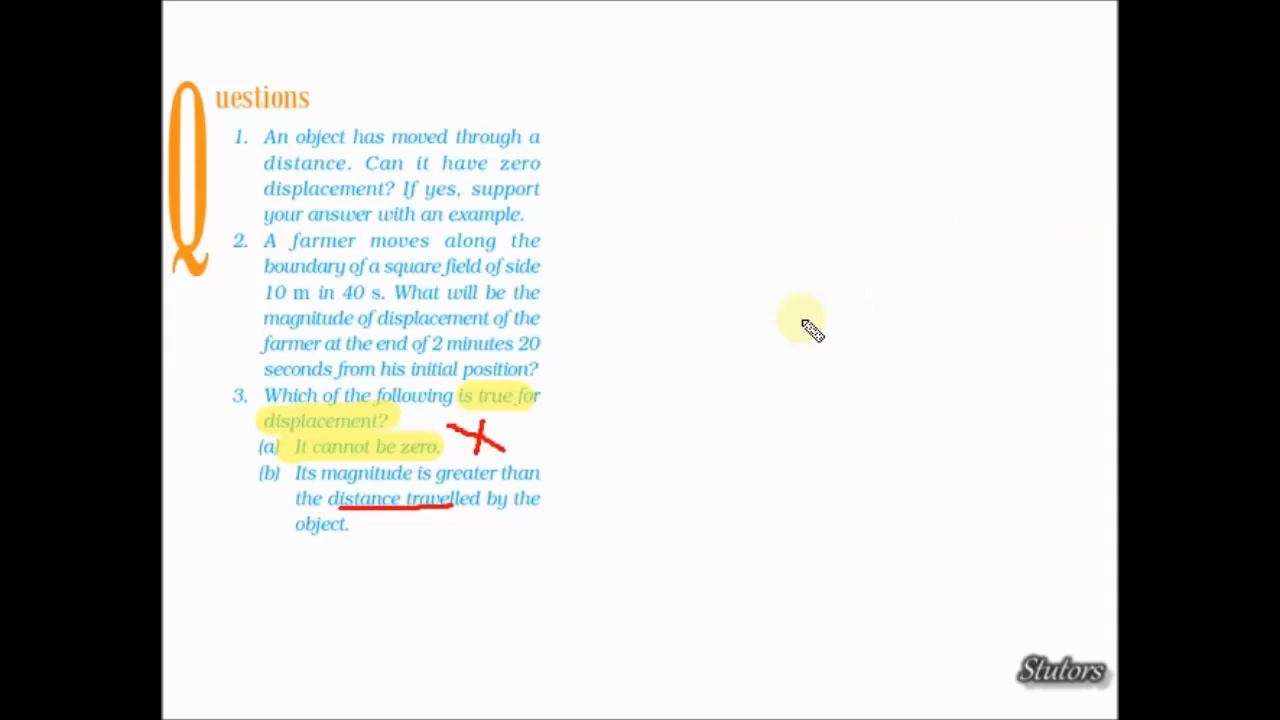 Questions
1. An object has moved through a
distance. Can it have zero
displacement? If yes, support
your answer with an example.
2. A farmer moves along the
boundary of a square field of side
10 m in 40 s. What will be the
magnitude of displacement of the
farmer at the end of 2 minutes 20
seconds from his initial position?
3. Which of the following is true for
displacement?
(a) It cannot be zero.
(b) Its magnitude is greater than
the distance travelled by the
object.
Stutors